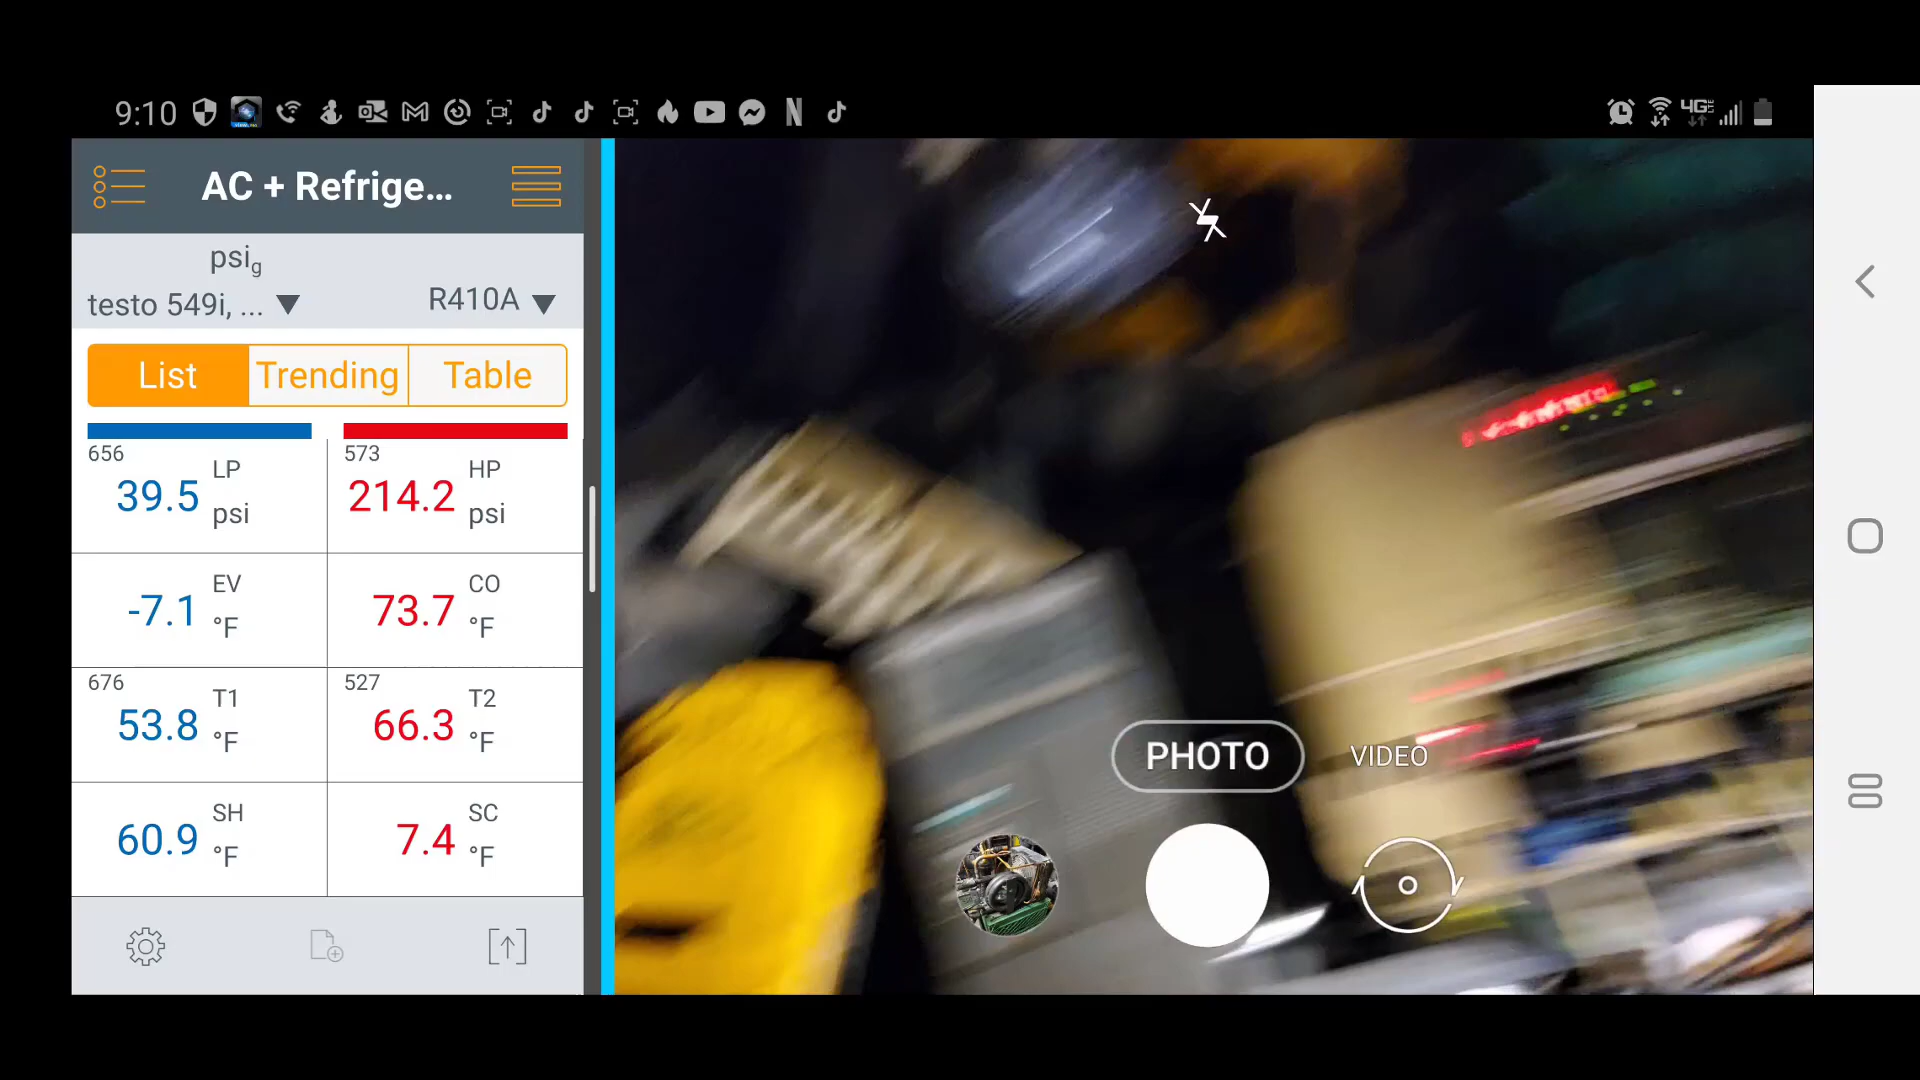 9:10
4G
AC + Refrige...
psig
testo 549i, ...
R410A
List
Trending
Table
656
39.5
LP
psi
573
214.2
HP
psi
-7.1
EV
°F
73.7
CO
°F
676
53.8
T1
°F
527
66.3
T2
°F
60.9
SH
°F
7.4
SC
°F
PHOTO
VIDEO